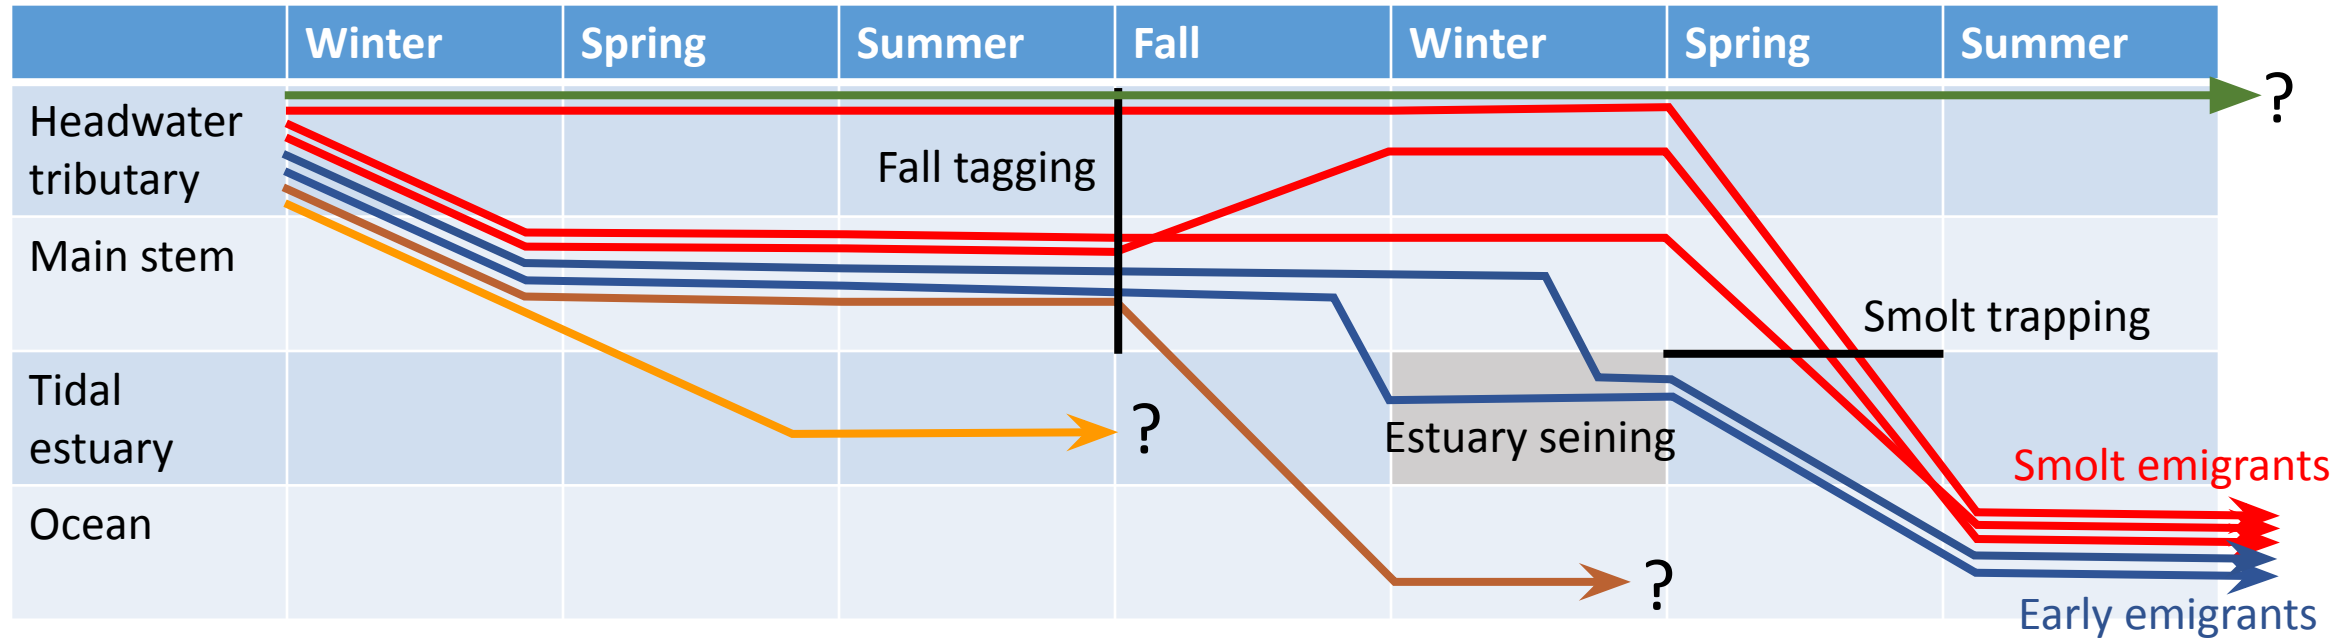 Winter Spring Summer Fall Winter Spring Summer
Headwater
tributary
Fall tagging
?
Main stem
Smolt trapping
Tidal
estuary
?
Estuary seining
Smolt emigrants
Ocean
?
Early emigrants